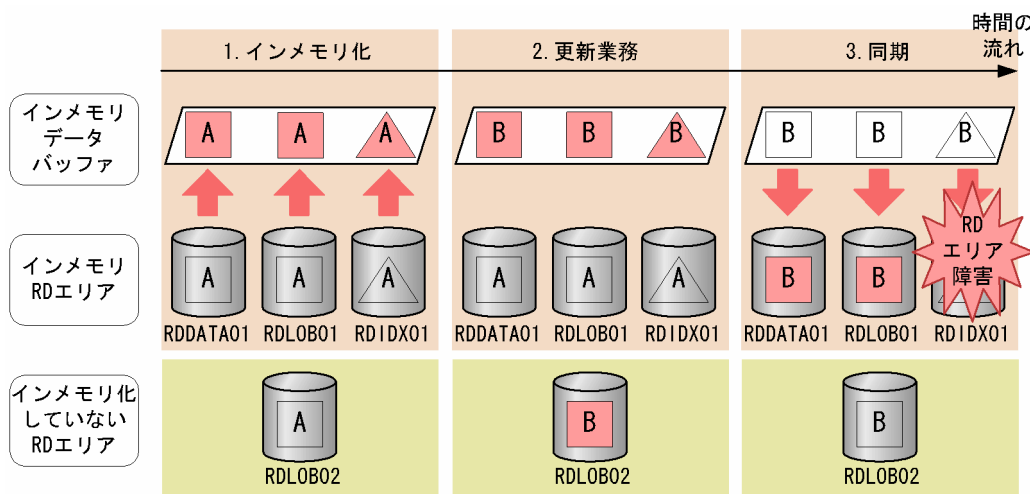 時間の
流れ
1. インメモリ化
2. 更新業務
3. 同期
インメモリ
データ
バッファ
A
A
A
B
B
B
B
B
B
インメモリ
RDエリア
A
A
A
A
A
A
B
B
RD
エリア
障害
RDDATA01
RDLOB01
RDIDX01
RDDATA01
RDLOB01
RDIDX01
RDDATA01
RDLOB01
RDIDX01
インメモリ化
していない
RDエリア
A
B
B
RDLOB02
RDLOB02
RDLOB02